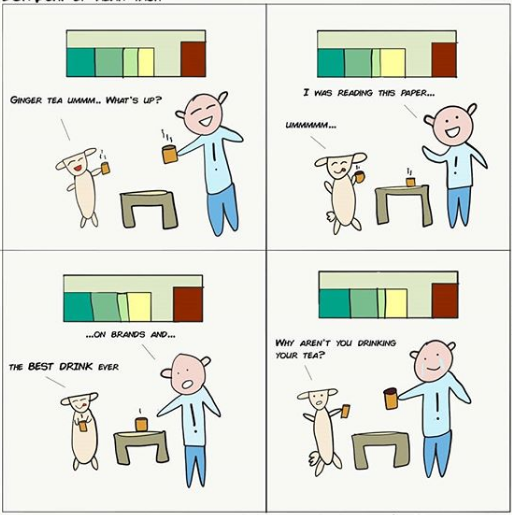 Ginger tea ummm.. What's up?
I was reading this paper...
ummmmm...
...on brands and...
the BEST DRINK ever
Why aren't you drinking
your tea?